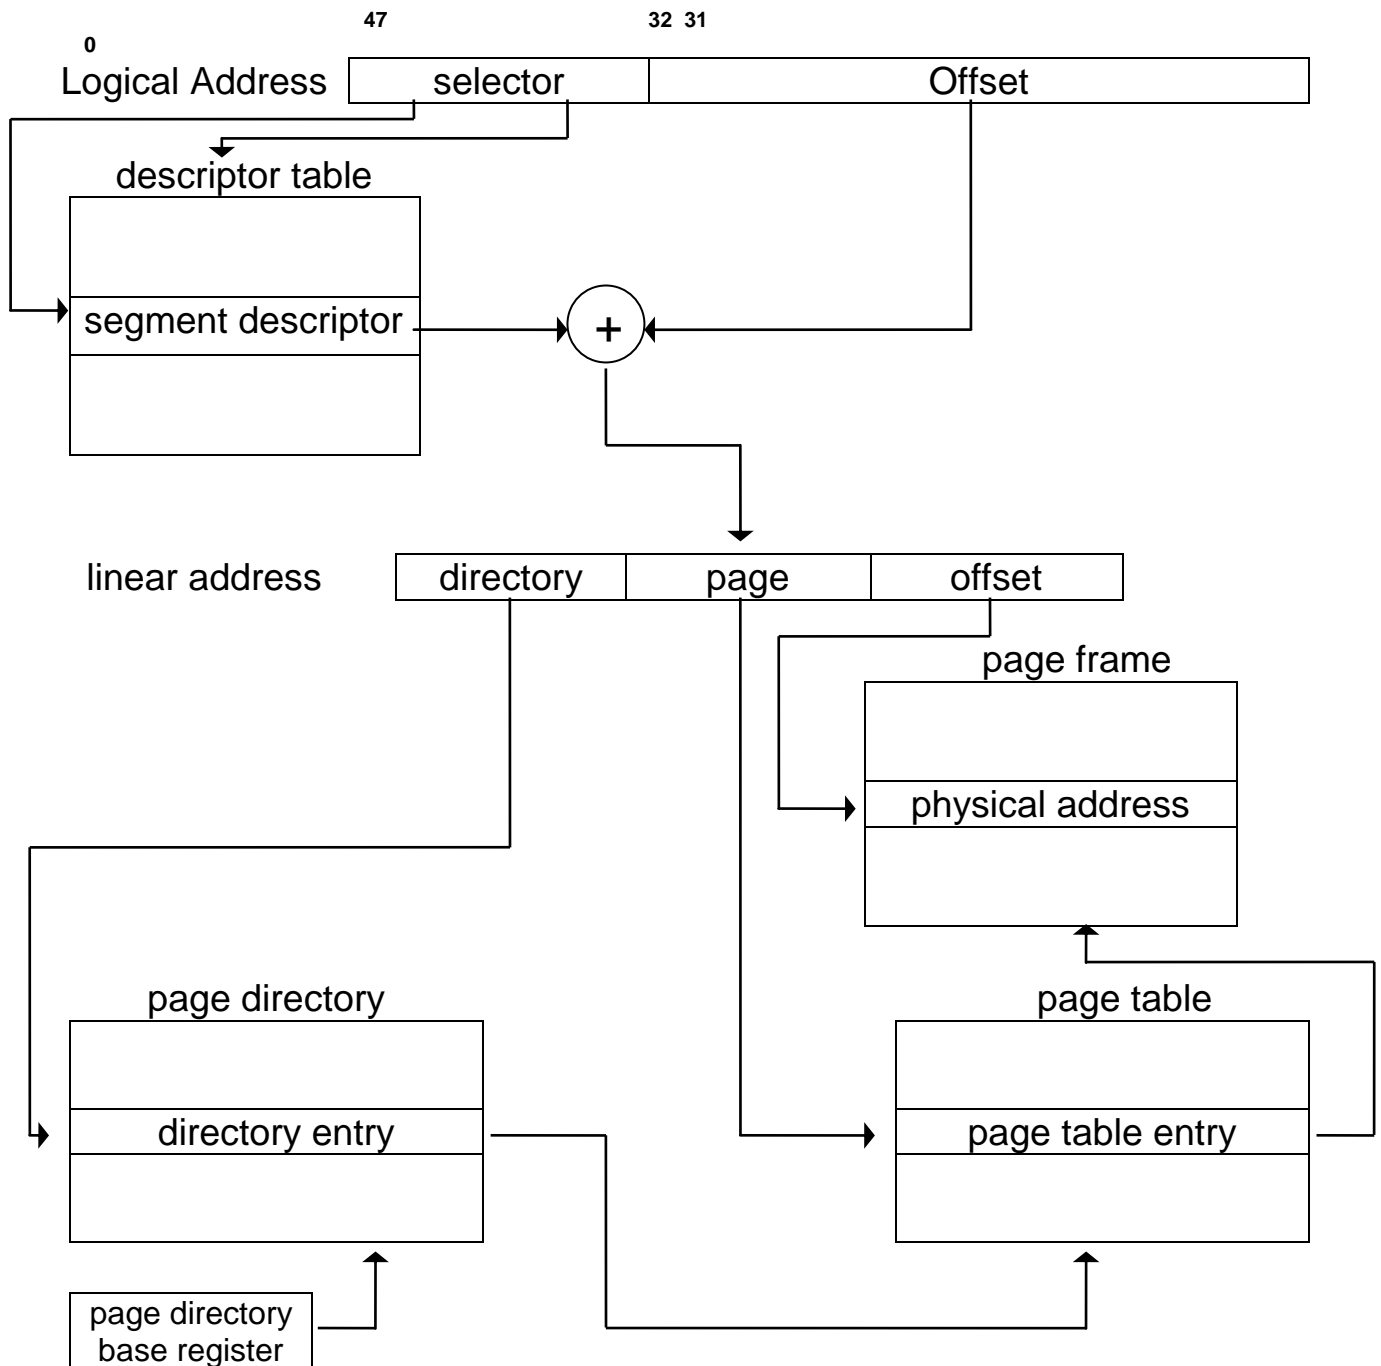 47 32 31
0
Logical Address selector Offset
descriptor table
segment descriptor
+
linear address directory page offset
page frame
physical address
page directory page table
directory entry page table entry
page directory
base register